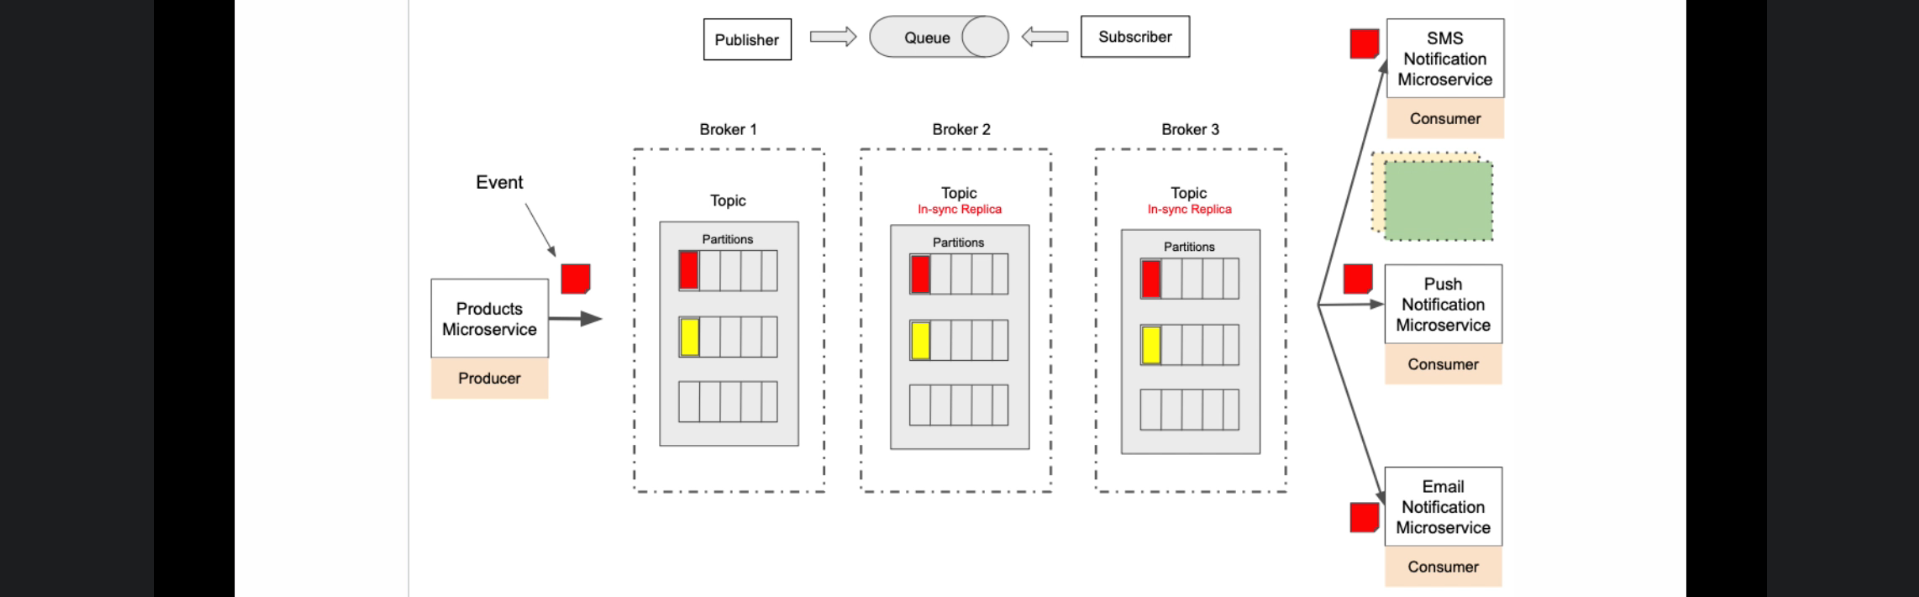 Publisher
Queue
Subscriber
SMS
Notification
Microservice
Consumer
Broker 1
Broker 2
Broker 3
Event
Topic
Topic
In-sync Replica
Topic
In-sync Replica
Partitions
Partitions
Partitions
Products
Microservice
Producer
Push
Notification
Microservice
Consumer
Email
Notification
Microservice
Consumer